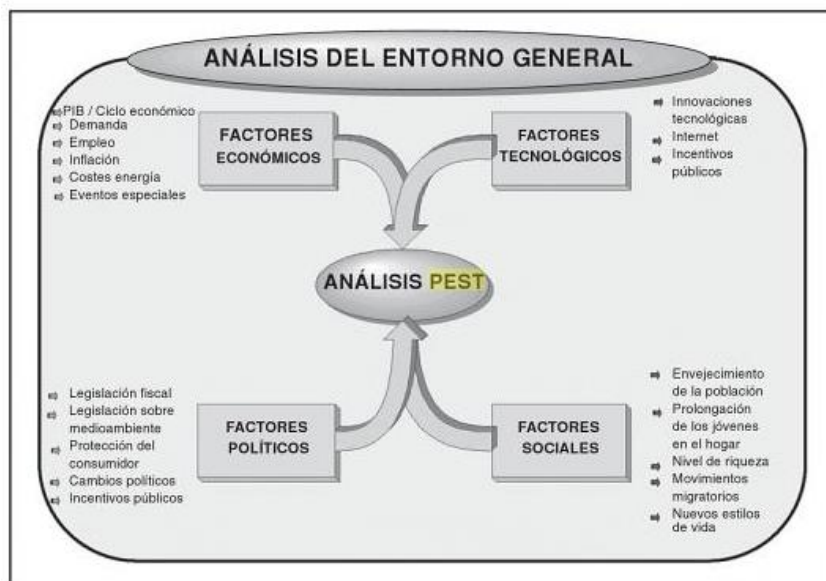 ANÁLISIS DEL ENTORNO GENERAL
PIB / Ciclo económico
Demanda
Empleo
Inflación
Costes energía
Eventos especiales
FACTORES
ECONÓMICOS
FACTORES
TECNOLÓGICOS
Innovaciones
tecnológicas
Internet
Incentivos
públicos
ANÁLISIS PEST
Legislación fiscal
Legislación sobre
medioambiente
Protección del
consumidor
Cambios políticos
Incentivos públicos
FACTORES
POLÍTICOS
FACTORES
SOCIALES
Envejecimiento
de la población
Prolongación
de los jóvenes
en el hogar
Nivel de riqueza
Movimientos
migratorios
Nuevos estilos
de vida